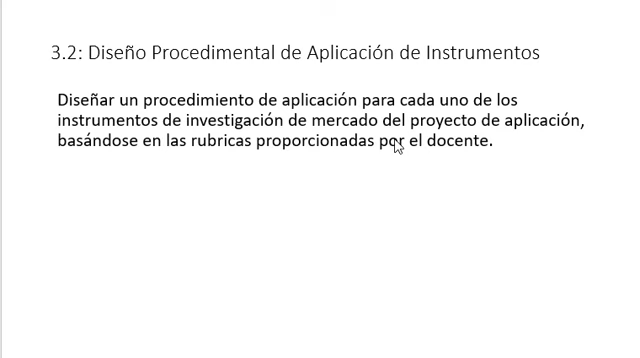 3.2: Diseño Procedimental de Aplicación de Instrumentos
Diseñar un procedimiento de aplicación para cada uno de los
instrumentos de investigación de mercado del proyecto de aplicación,
basándose en las rubricas proporcionadas por el docente.